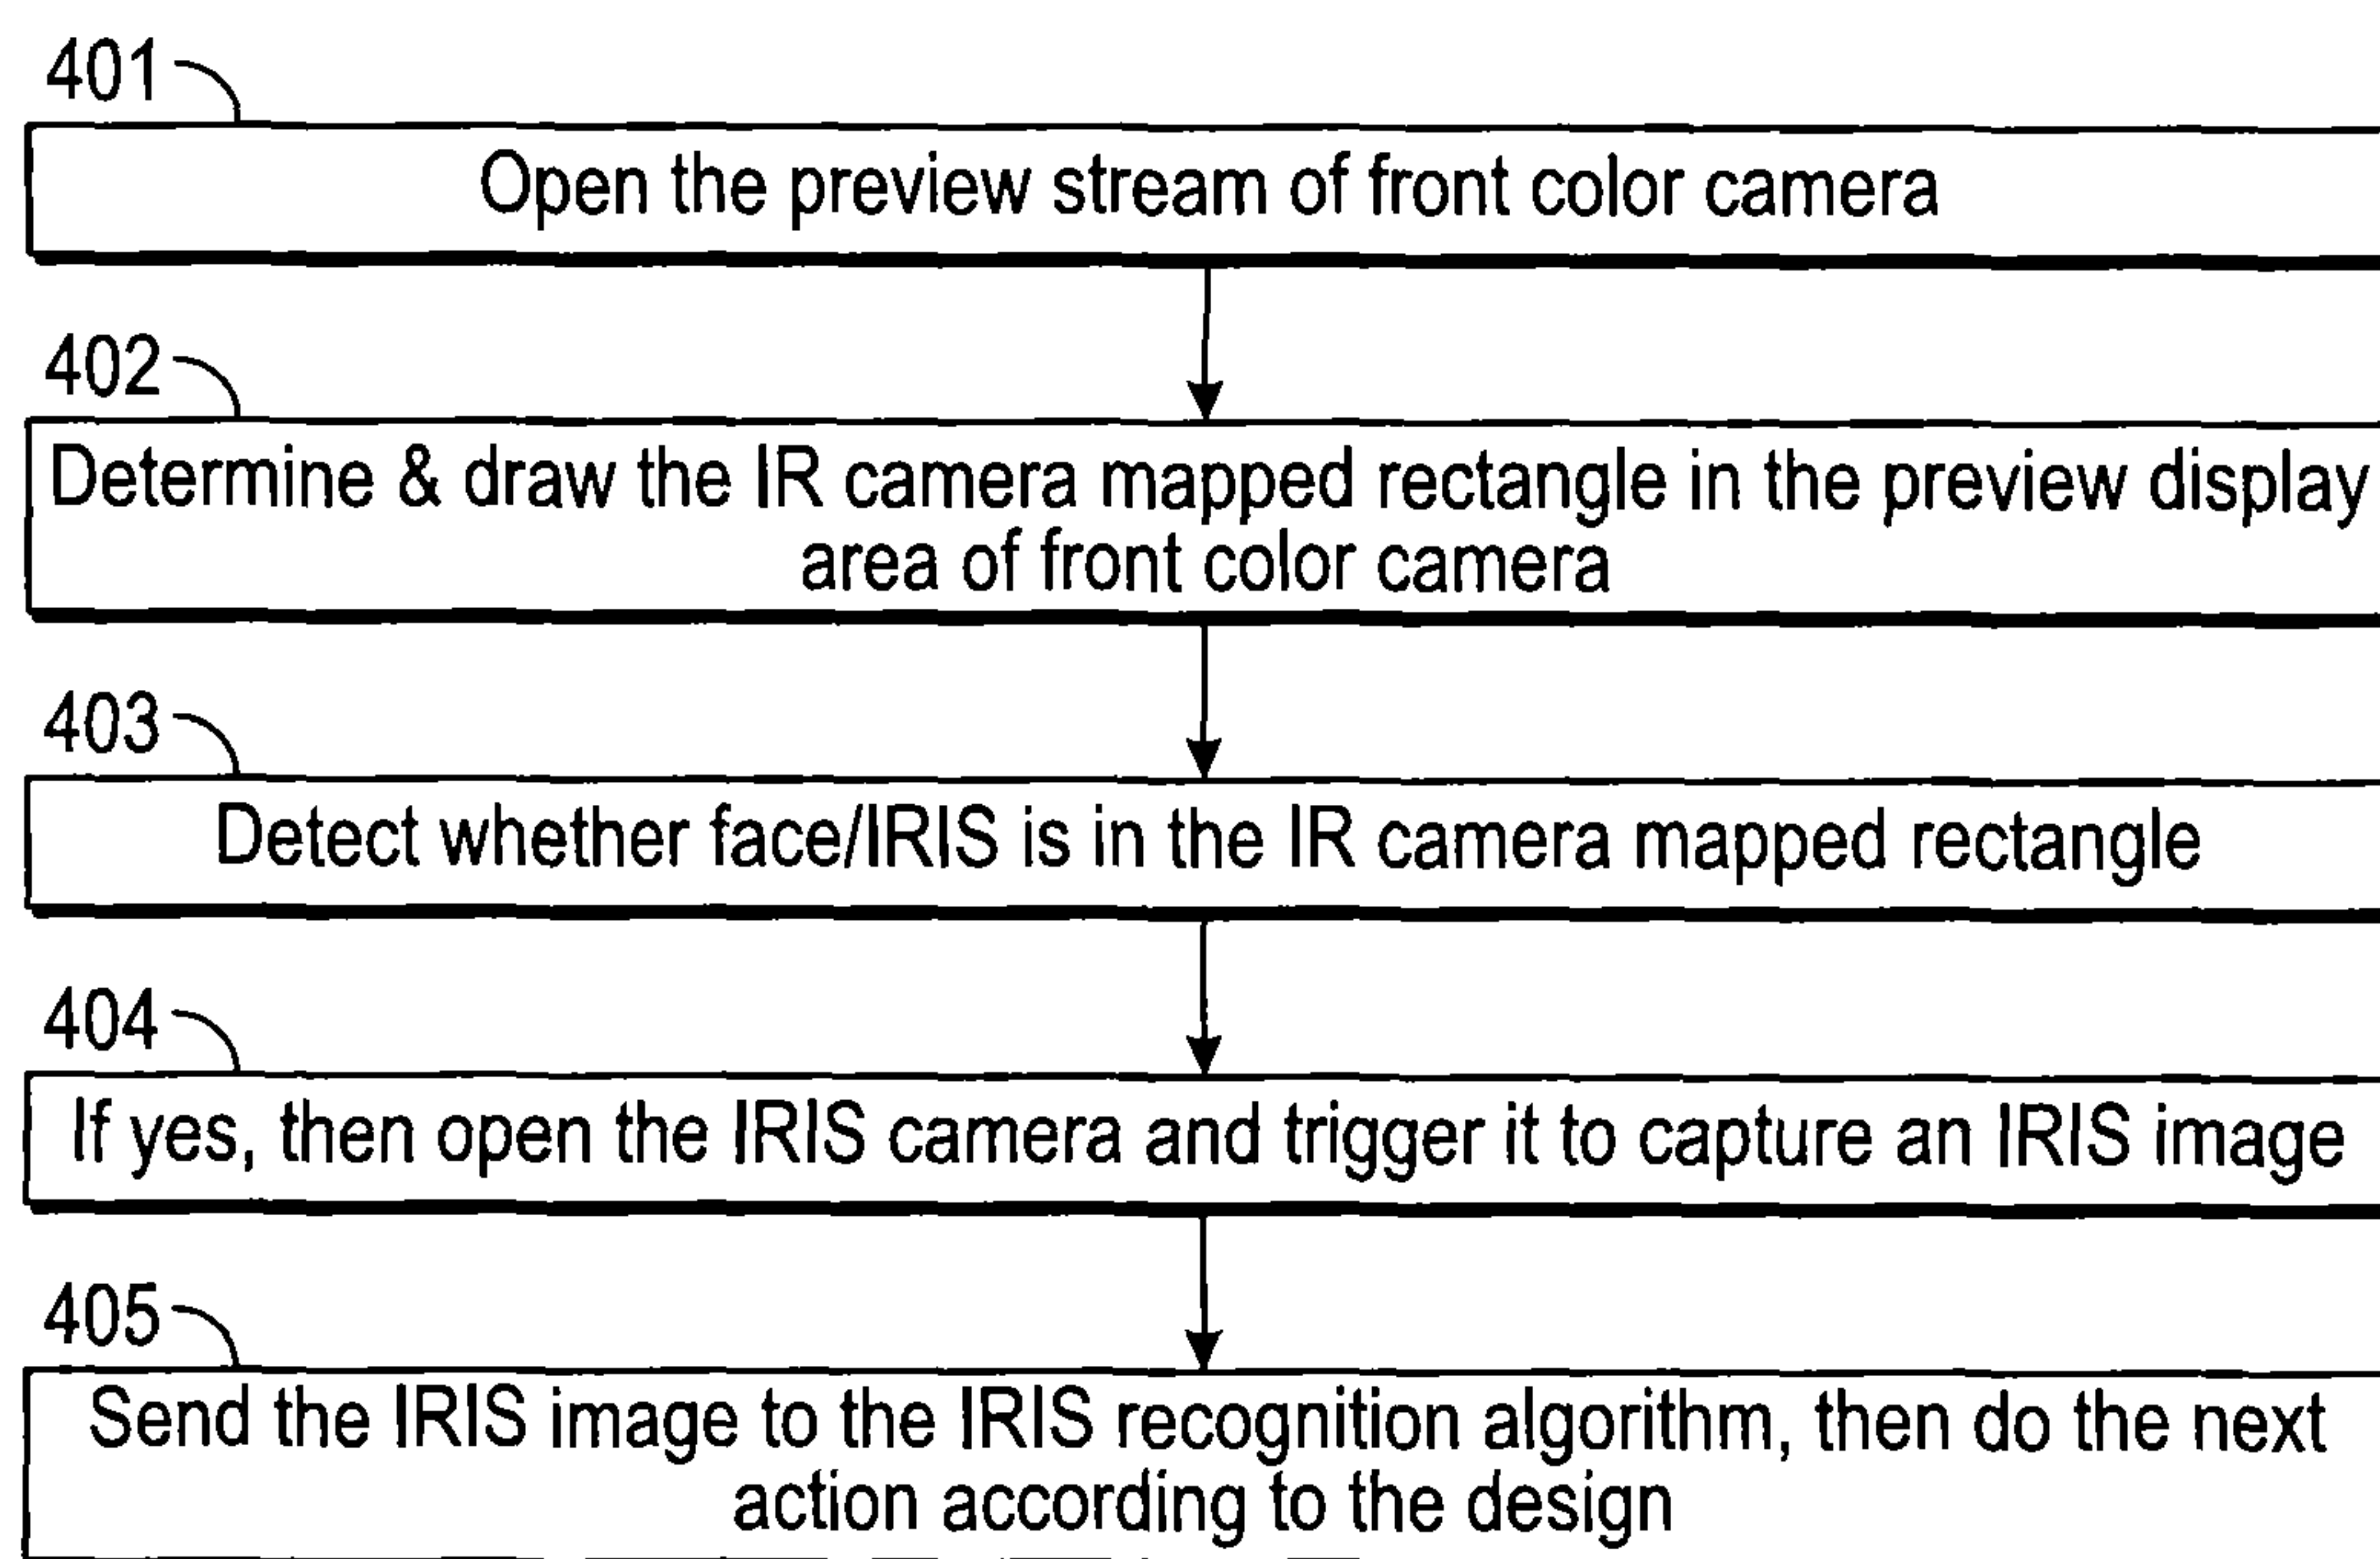 401
Open the preview stream of front color camera
402
Determine & draw the IR camera mapped rectangle in the preview display
area of front color camera
403
Detect whether face/IRIS is in the IR camera mapped rectangle
404
If yes, then open the IRIS camera and trigger it to capture an IRIS image
405
Send the IRIS image to the IRIS recognition algorithm, then do the next
action according to the design